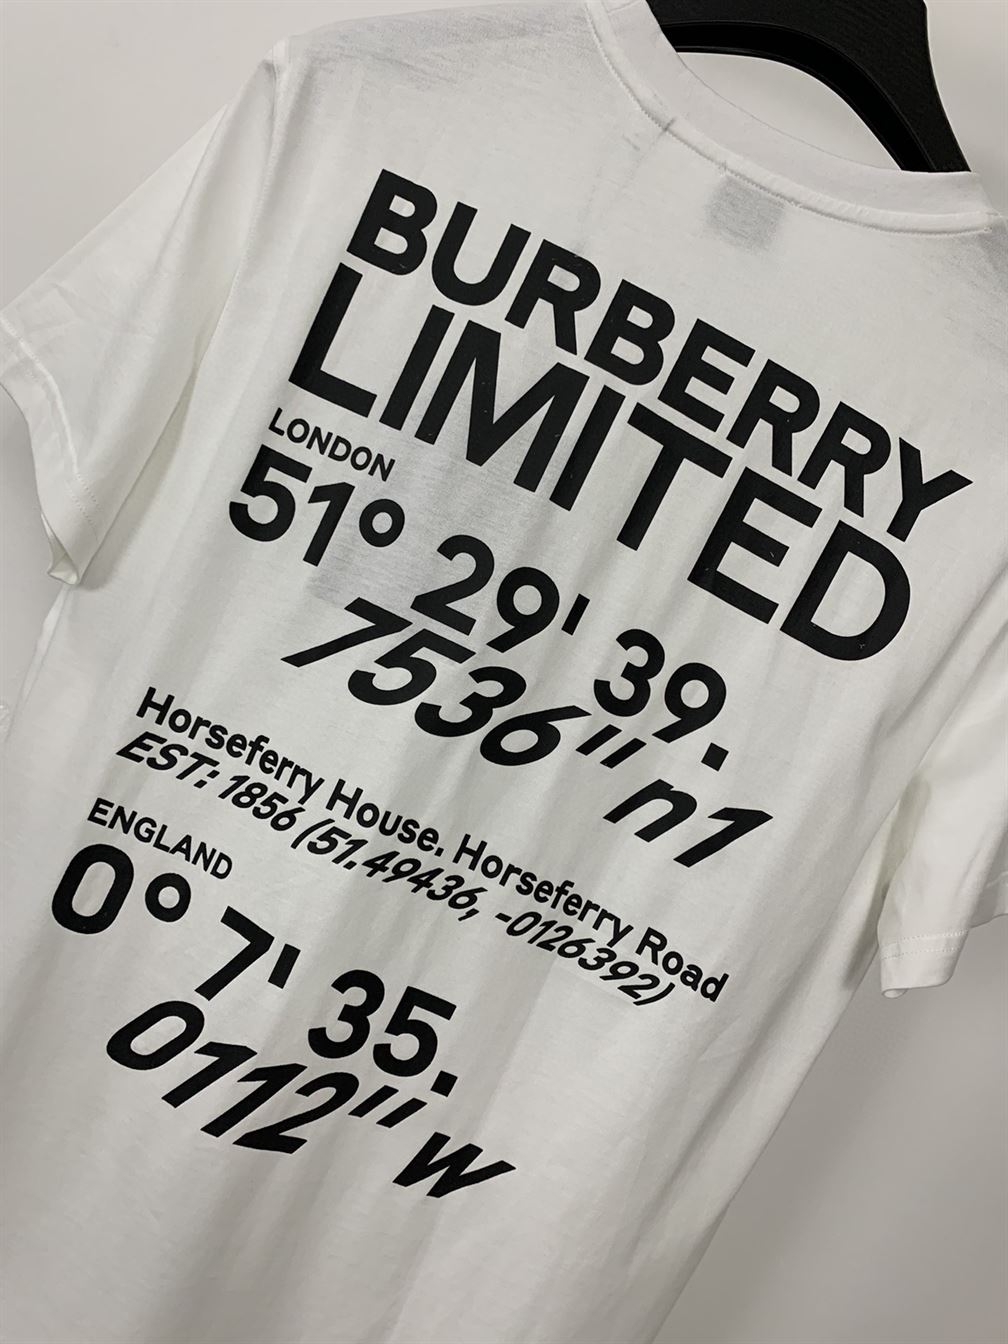 BURBERRY
LIMITED
LONDON
51° 29' 39.
7536"n1
Horseferry House. Horseferry Road
EST: 1856 (51.49436, -0126392)
ENGLAND
0° 7' 35.
0112"w